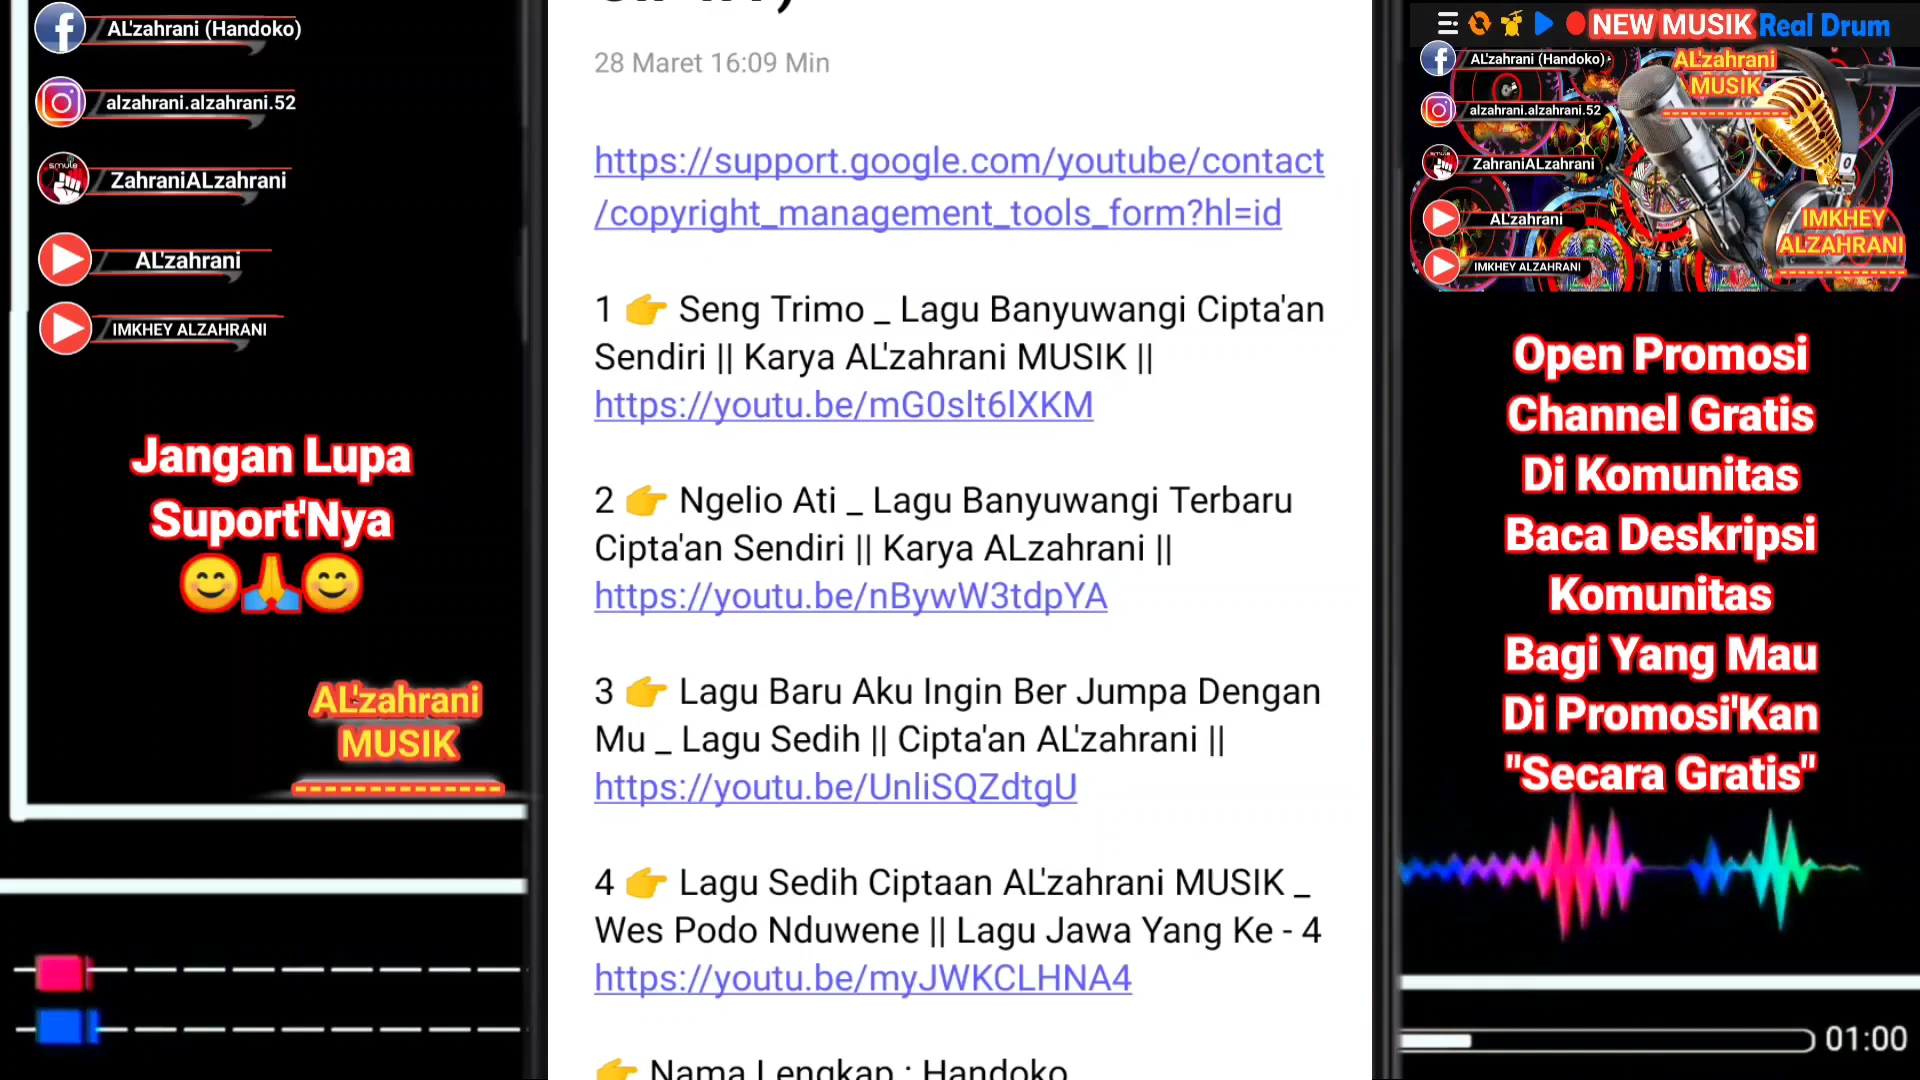 AL'zahrani (Handoko)
alzahrani.alzahrani.52
smule
ZahraniALzahrani
AL'zahrani
IMKHEY ALZAHRANI
Jangan Lupa
Suport'Nya
😊🙏😊
AL'zahrani
MUSIK
28 Maret 16:09 Min
https://support.google.com/youtube/contact
/copyright_management_tools_form?hl=id
1 👉 Seng Trimo _ Lagu Banyuwangi Cipta'an
Sendiri || Karya AL'zahrani MUSIK ||
https://youtu.be/mG0slt6lXKM
2 👉 Ngelio Ati _ Lagu Banyuwangi Terbaru
Cipta'an Sendiri || Karya ALzahrani ||
https://youtu.be/nBywW3tdpYA
3 👉 Lagu Baru Aku Ingin Ber Jumpa Dengan
Mu _ Lagu Sedih || Cipta'an AL'zahrani ||
https://youtu.be/UnliSQZdtgU
4 👉 Lagu Sedih Ciptaan AL'zahrani MUSIK _
Wes Podo Nduwene || Lagu Jawa Yang Ke - 4
https://youtu.be/myJWKCLHNA4
👉 Nama Lengkap : Handoko
NEW MUSIK Real Drum
AL'zahrani (Handoko)
alzahrani.alzahrani.52
ZahraniALzahrani
AL'zahrani
IMKHEY ALZAHRANI
AL'zahrani
MUSIK
IMKHEY
ALZAHRANI
Open Promosi
Channel Gratis
Di Komunitas
Baca Deskripsi
Komunitas
Bagi Yang Mau
Di Promosi'Kan
"Secara Gratis"
01:00